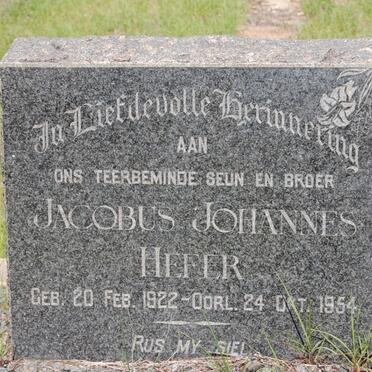 In Liefdevolle Herinnering
AAN
ONS TEERBEMINDE SEUN EN BROER
JACOBUS JOHANNES
HEFER
GEB. 20 FEB. 1922 - OORL. 24 OKT. 1954
RUS MY SIEL